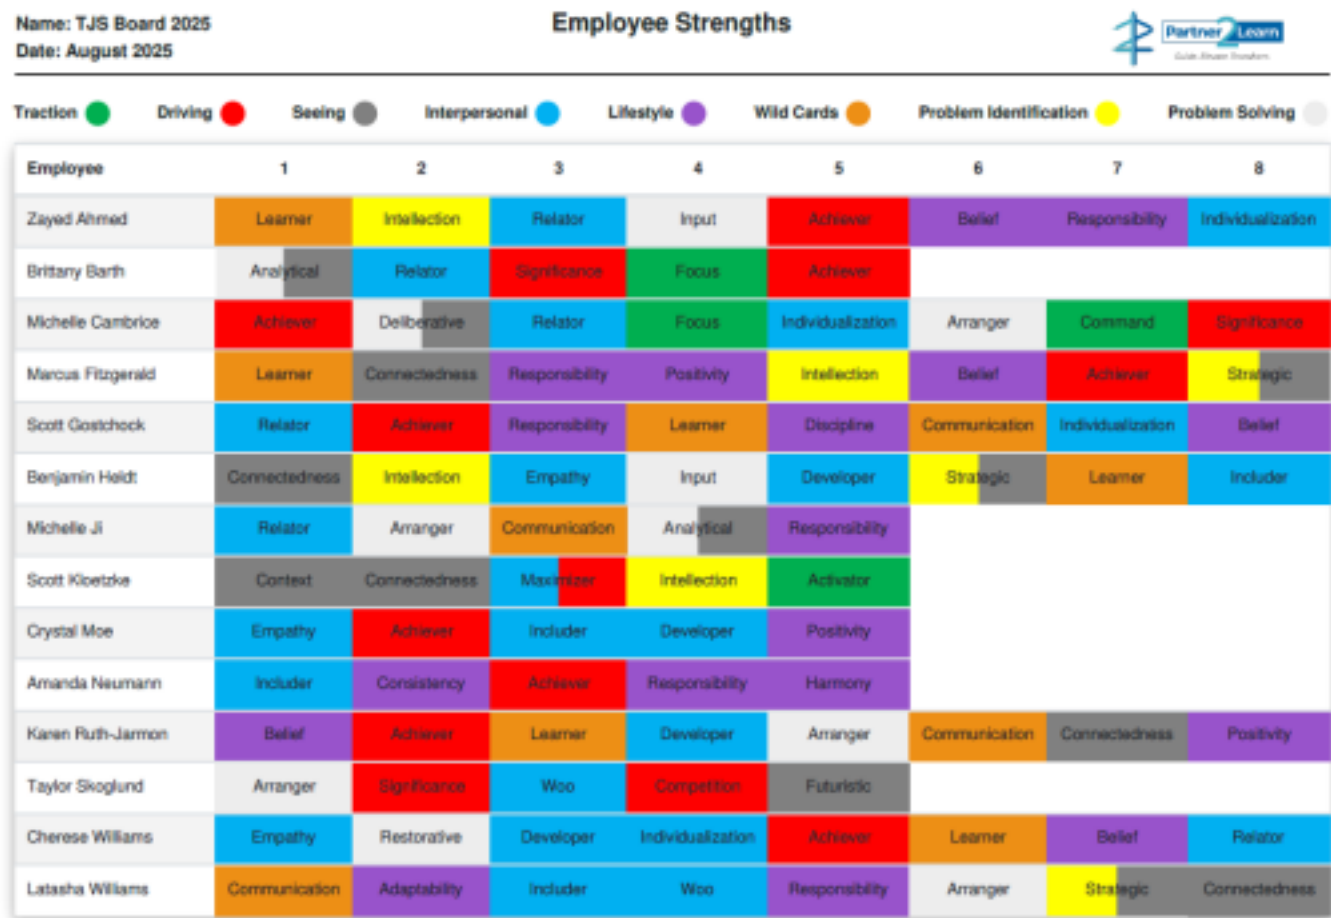 Name: TJS Board 2025
Date: August 2025
Employee Strengths
Partner2Learn
Traction Driving Seeing Interpersonal Lifestyle Wild Cards Problem Identification Problem Solving
Employee 1 2 3 4 5 6 7 8
Zayed Ahmed Learner Intellection Relator Input Achiever Belief Responsibility Individualization
Brittany Barth Analytical Relator Significance Focus Achiever
Michelle Cambrice Achiever Deliberative Relator Focus Individualization Arranger Command Significance
Marcus Fitzgerald Learner Connectedness Responsibility Positivity Intellection Belief Achiever Strategic
Scott Gostchock Relator Achiever Responsibility Learner Discipline Communication Individualization Belief
Benjamin Heidt Connectedness Intellection Empathy Input Developer Strategic Learner Includer
Michelle Ji Relator Arranger Communication Analytical Responsibility
Scott Kloetzke Context Connectedness Maximizer Intellection Activator
Crystal Moe Empathy Achiever Includer Developer Positivity
Amanda Neumann Includer Consistency Achiever Responsibility Harmony
Karen Ruth-Jarmon Belief Achiever Learner Developer Arranger Communication Connectedness Positivity
Taylor Skoglund Arranger Significance Woo Competition Futuristic
Cherese Williams Empathy Restorative Developer Individualization Achiever Learner Belief Relator
Latasha Williams Communication Adaptability Includer Woo Responsibility Arranger Strategic Connectedness